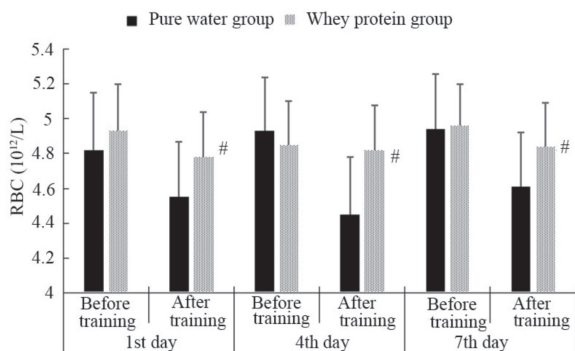 Pure water group Whey protein group
5.4
5.2
5
4.8
4.6
4.4
4.2
4
RBC (10¹²/L)
#
#
#
Before training
After training
Before training
After training
Before training
After training
1st day
4th day
7th day